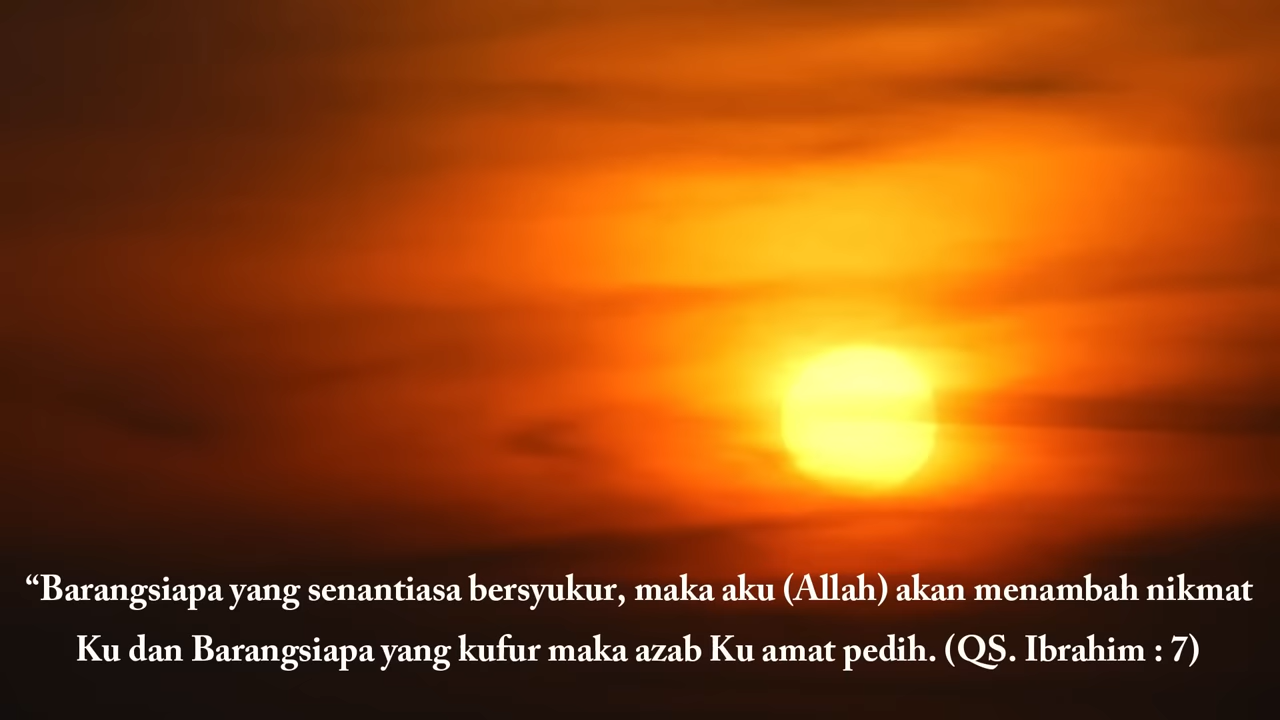 “Barangsiapa yang senantiasa bersyukur, maka aku (Allah) akan menambah nikmat
Ku dan Barangsiapa yang kufur maka azab Ku amat pedih. (QS. Ibrahim : 7)